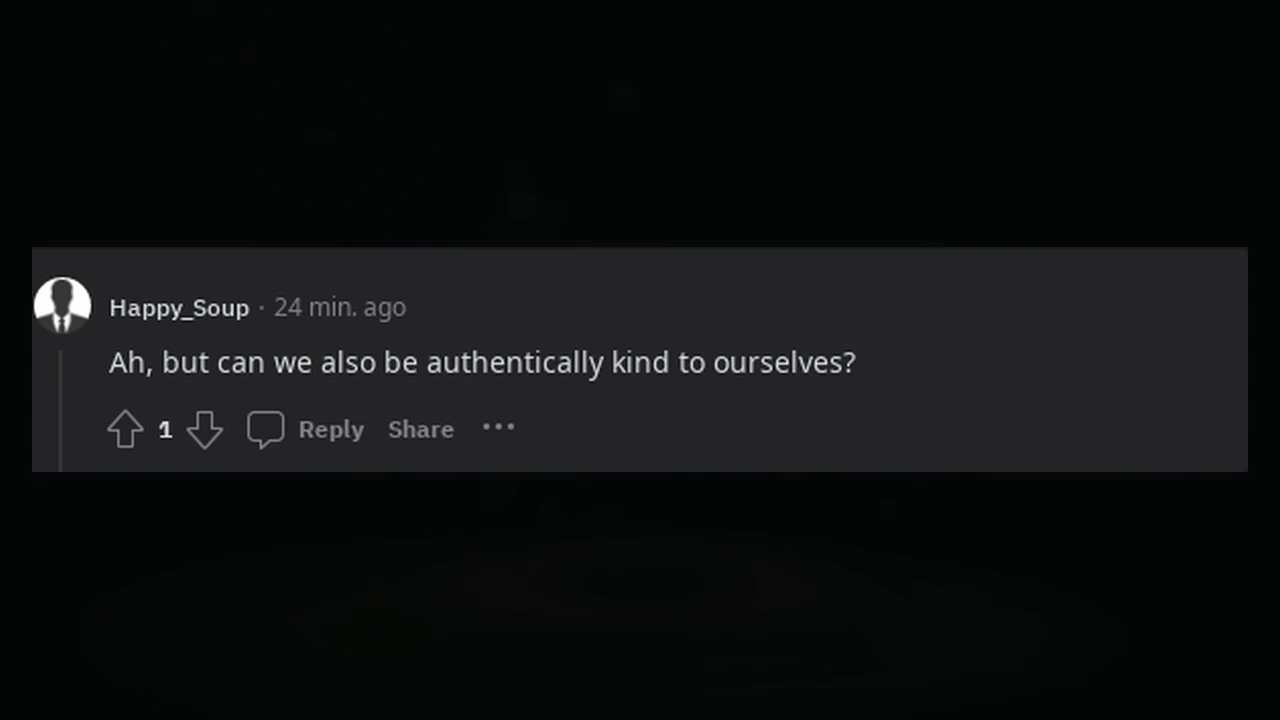 Happy_Soup · 24 min. ago
Ah, but can we also be authentically kind to ourselves?
1 Reply Share ...